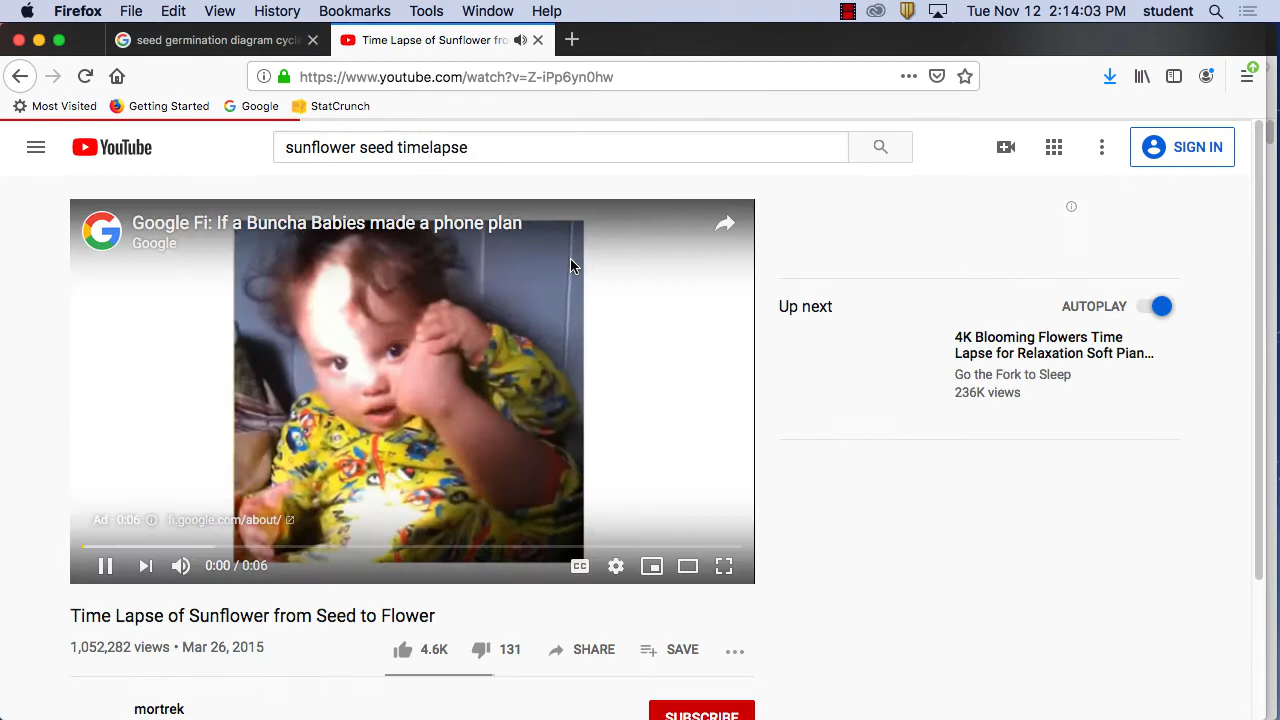 Firefox File Edit View History Bookmarks Tools Window Help Tue Nov 12 2:14:03 PM student
seed germination diagram cycle Time Lapse of Sunflower fro
https://www.youtube.com/watch?v=Z-iPp6yn0hw
Most Visited Getting Started Google StatCrunch
YouTube sunflower seed timelapse SIGN IN
Google Fi: If a Buncha Babies made a phone plan
Google
Ad · 0:06 fi.google.com/about/
0:00 / 0:06 CC
Up next AUTOPLAY
4K Blooming Flowers Time
Lapse for Relaxation Soft Pian...
Go the Fork to Sleep
236K views
Time Lapse of Sunflower from Seed to Flower
1,052,282 views • Mar 26, 2015 4.6K 131 SHARE SAVE
mortrek SUBSCRIBE